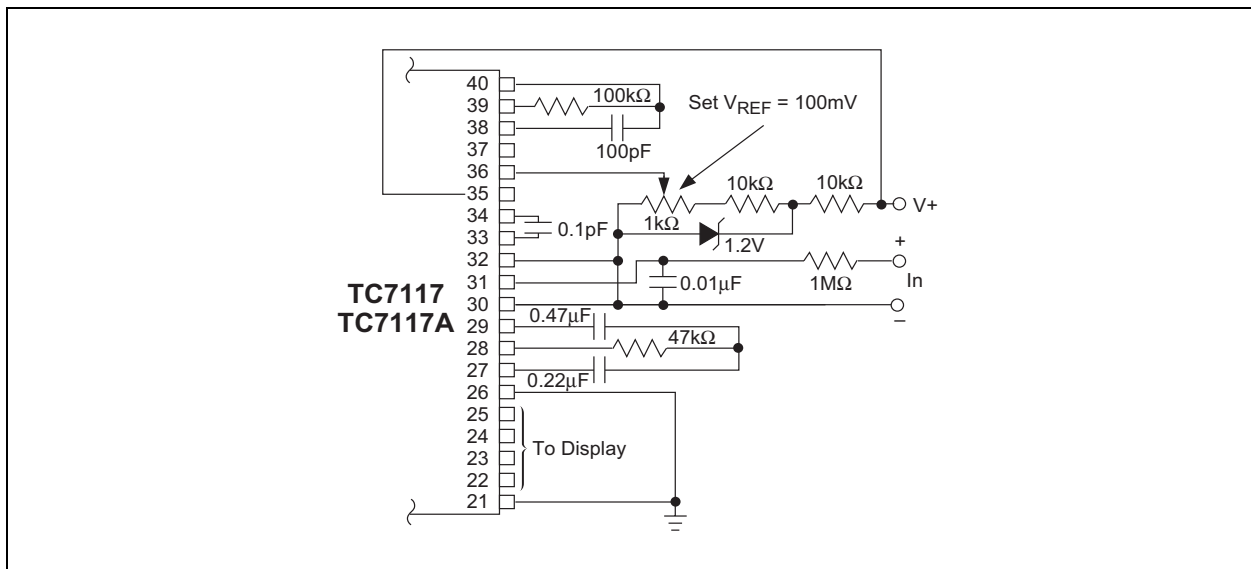 40
39
38
37
36
35
34
33
32
31
30
29
28
27
26
25
24
23
22
21
TC7117
TC7117A
100kΩ
100pF
Set VREF = 100mV
10kΩ
10kΩ
V+
1kΩ
1.2V
0.1pF
+
In
–
1MΩ
0.01µF
0.47µF
47kΩ
0.22µF
To Display